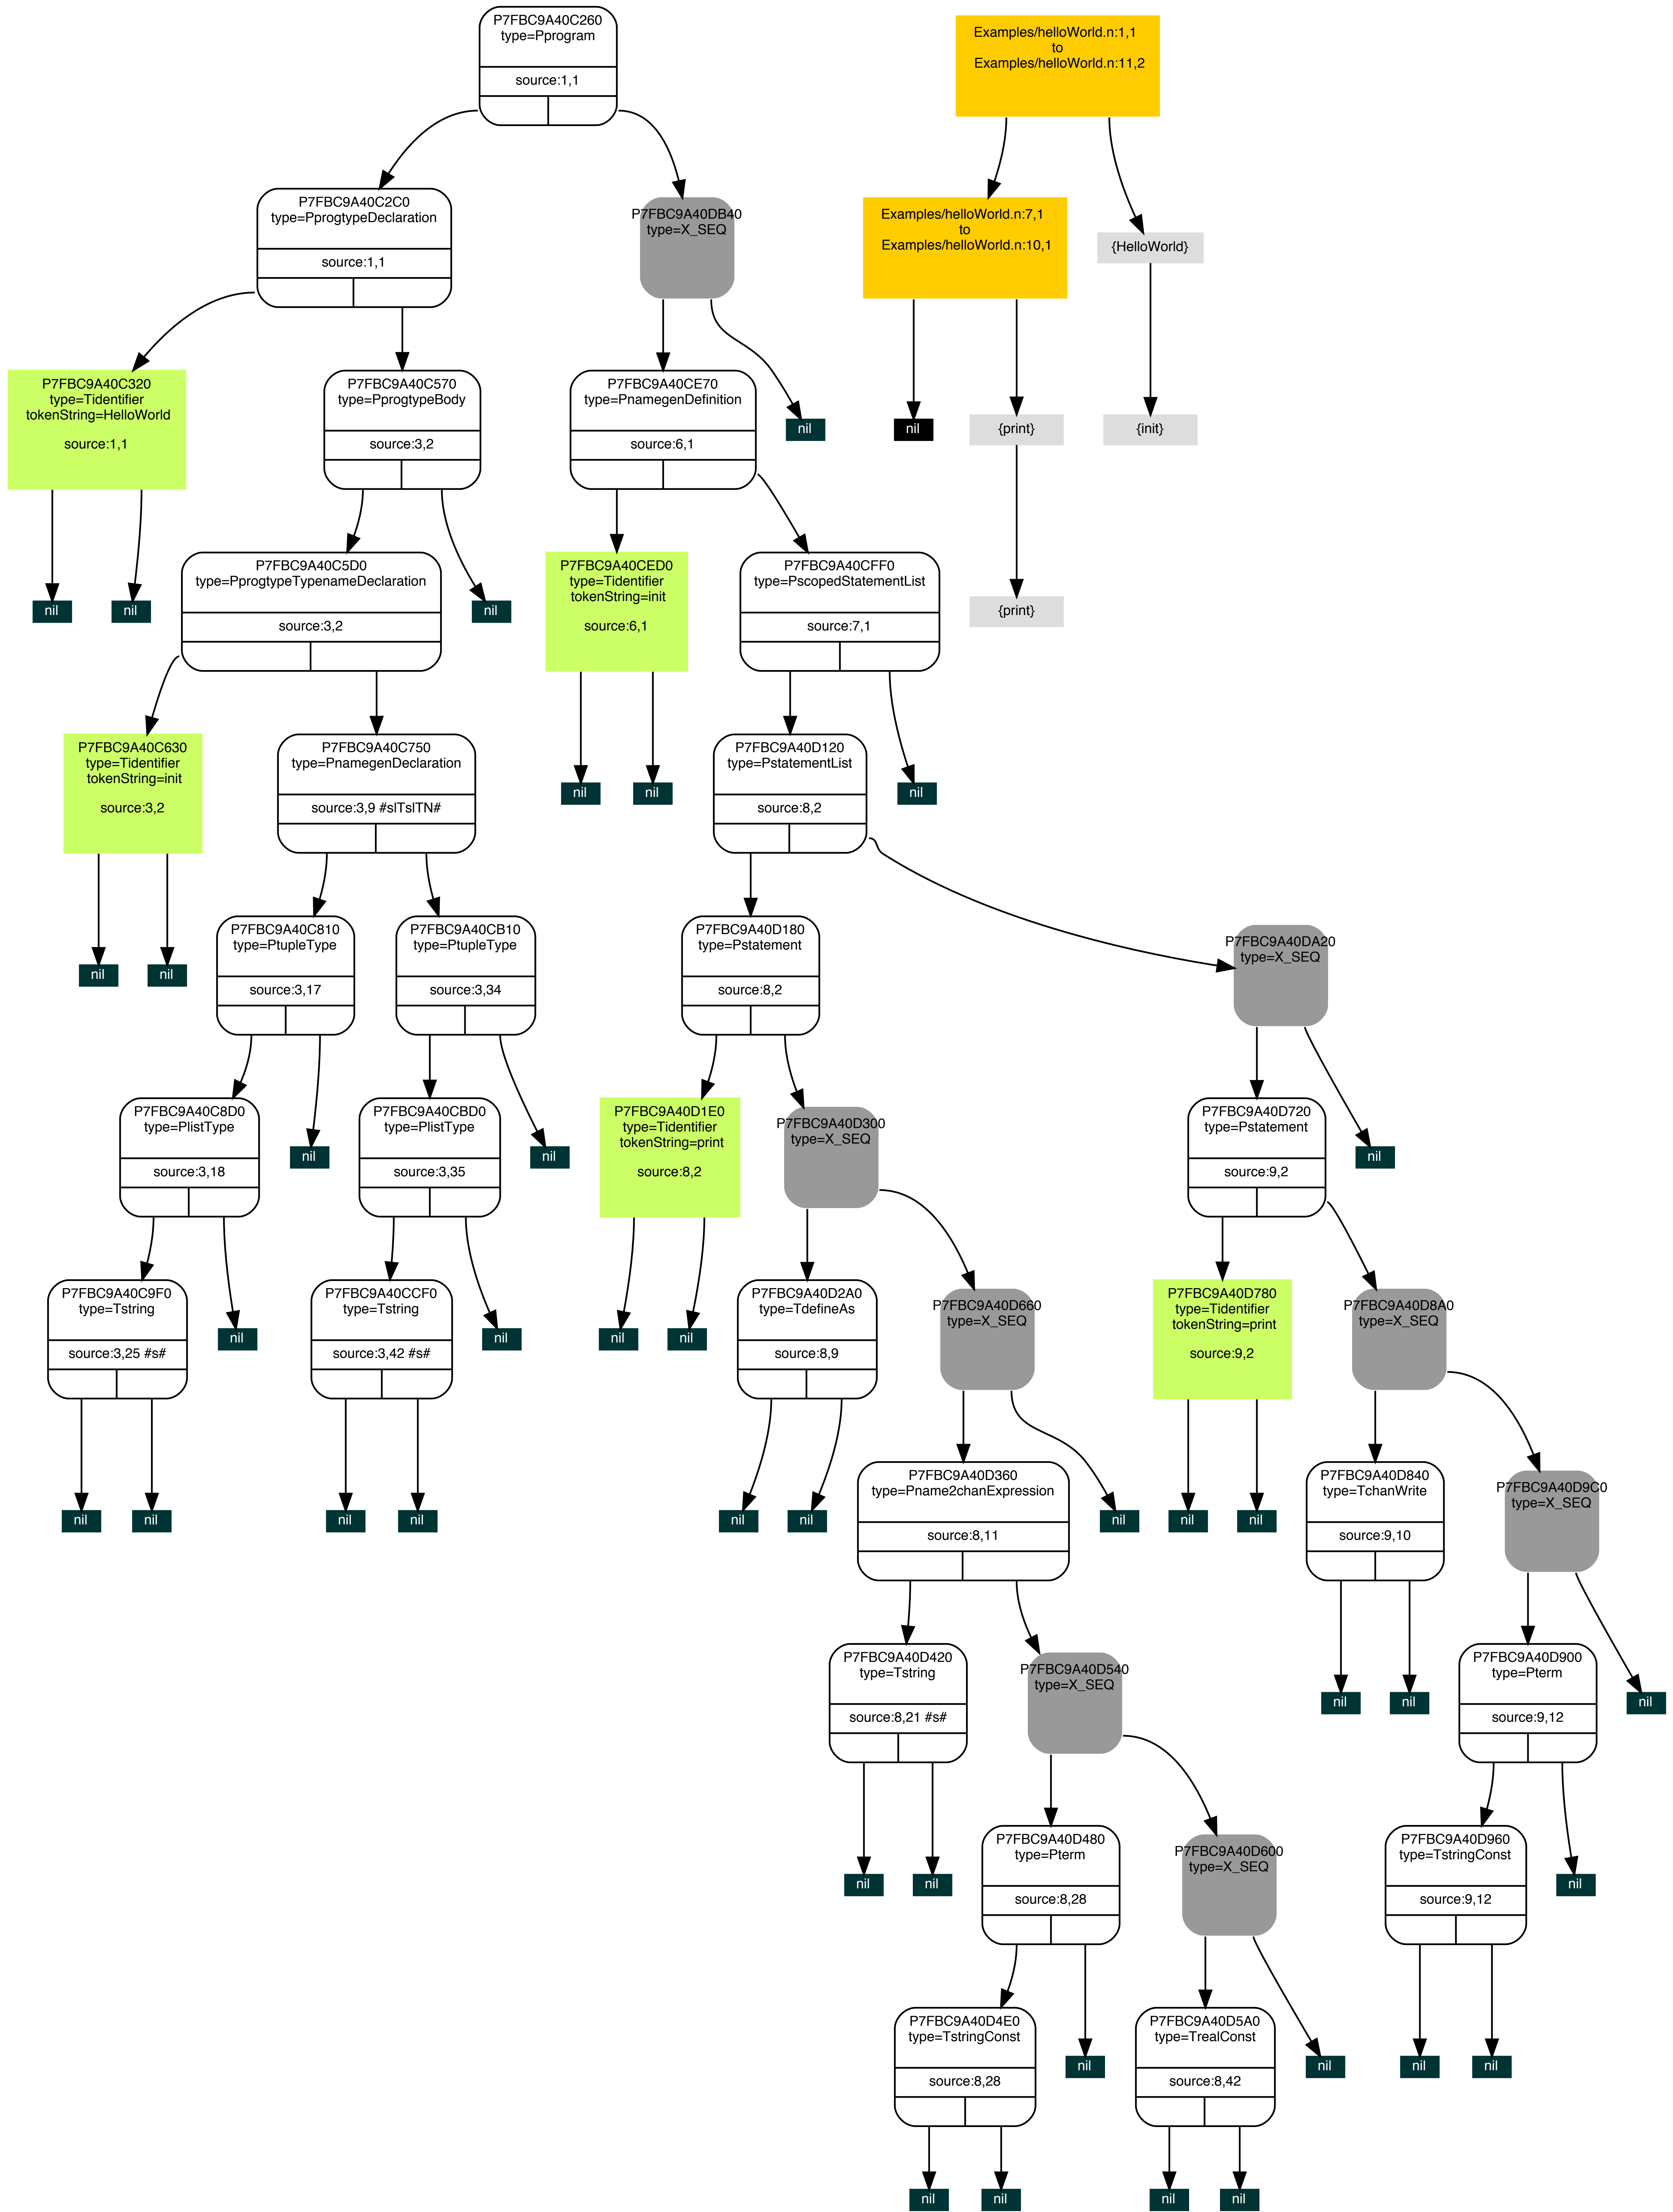 P7FBC9A40C260
type=Pprogram
source:1,1
Examples/helloWorld.n:1,1
to
Examples/helloWorld.n:11,2
P7FBC9A40C2C0
type=PprogtypeDeclaration
source:1,1
P7FBC9A40DB40
type=X_SEQ
Examples/helloWorld.n:7,1
to
Examples/helloWorld.n:10,1
{HelloWorld}
P7FBC9A40C320
type=Tidentifier
tokenString=HelloWorld
source:1,1
P7FBC9A40C570
type=PprogtypeBody
source:3,2
P7FBC9A40CE70
type=PnamegenDefinition
source:6,1
nil
nil
{print}
{init}
nil
nil
P7FBC9A40C5D0
type=PprogtypeTypenameDeclaration
source:3,2
nil
P7FBC9A40CED0
type=Tidentifier
tokenString=init
source:6,1
P7FBC9A40CFF0
type=PscopedStatementList
source:7,1
{print}
P7FBC9A40C630
type=Tidentifier
tokenString=init
source:3,2
P7FBC9A40C750
type=PnamegenDeclaration
source:3,9 #slTslTN#
nil
nil
P7FBC9A40D120
type=PstatementList
source:8,2
nil
nil
nil
P7FBC9A40C810
type=PtupleType
source:3,17
P7FBC9A40CB10
type=PtupleType
source:3,34
P7FBC9A40D180
type=Pstatement
source:8,2
P7FBC9A40DA20
type=X_SEQ
P7FBC9A40C8D0
type=PlistType
source:3,18
nil
P7FBC9A40CBD0
type=PlistType
source:3,35
nil
P7FBC9A40D1E0
type=Tidentifier
tokenString=print
source:8,2
P7FBC9A40D300
type=X_SEQ
P7FBC9A40D720
type=Pstatement
source:9,2
nil
P7FBC9A40C9F0
type=Tstring
source:3,25 #s#
nil
P7FBC9A40CCF0
type=Tstring
source:3,42 #s#
nil
nil
nil
P7FBC9A40D2A0
type=TdefineAs
source:8,9
P7FBC9A40D660
type=X_SEQ
P7FBC9A40D780
type=Tidentifier
tokenString=print
source:9,2
P7FBC9A40D8A0
type=X_SEQ
nil
nil
nil
nil
nil
nil
P7FBC9A40D360
type=Pname2chanExpression
source:8,11
nil
nil
nil
P7FBC9A40D840
type=TchanWrite
source:9,10
P7FBC9A40D9C0
type=X_SEQ
P7FBC9A40D420
type=Tstring
source:8,21 #s#
P7FBC9A40D540
type=X_SEQ
nil
nil
P7FBC9A40D900
type=Pterm
source:9,12
nil
nil
nil
P7FBC9A40D480
type=Pterm
source:8,28
P7FBC9A40D600
type=X_SEQ
P7FBC9A40D960
type=TstringConst
source:9,12
nil
P7FBC9A40D4E0
type=TstringConst
source:8,28
nil
P7FBC9A40D5A0
type=TrealConst
source:8,42
nil
nil
nil
nil
nil
nil
nil